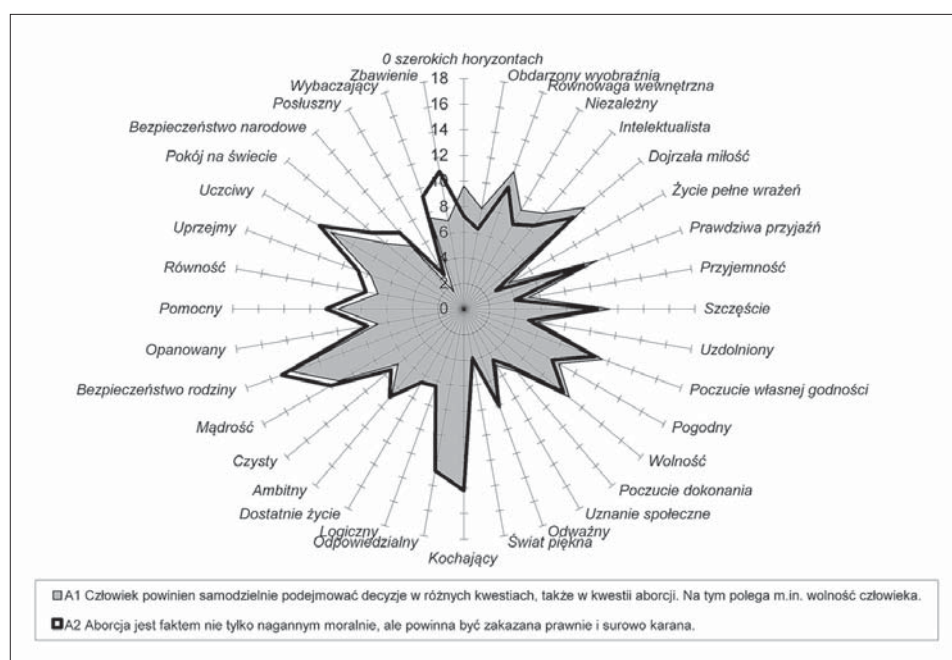 0 szerokich horyzontach
Obdarzony wyobraźnią
Równowaga wewnętrzna
Niezależny
Intelektualista
Dojrzała miłość
Życie pełne wrażeń
Prawdziwa przyjaźń
Przyjemność
Szczęście
Uzdolniony
Poczucie własnej godności
Pogodny
Wolność
Poczucie dokonania
Uznanie społeczne
Odważny
Świat piękna
Kochający
Odpowiedzialny
Logiczny
Dostatnie życie
Ambitny
Czysty
Mądrość
Bezpieczeństwo rodziny
Opanowany
Pomocny
Równość
Uprzejmy
Uczciwy
Pokój na świecie
Bezpieczeństwo narodowe
Posłuszny
Wybaczający
Zbawienie
18
16
14
12
10
8
6
4
2
0
A1 Człowiek powinien samodzielnie podejmować decyzje w różnych kwestiach, także w kwestii aborcji. Na tym polega m.in. wolność człowieka.
A2 Aborcja jest faktem nie tylko nagannym moralnie, ale powinna być zakazana prawnie i surowo karana.